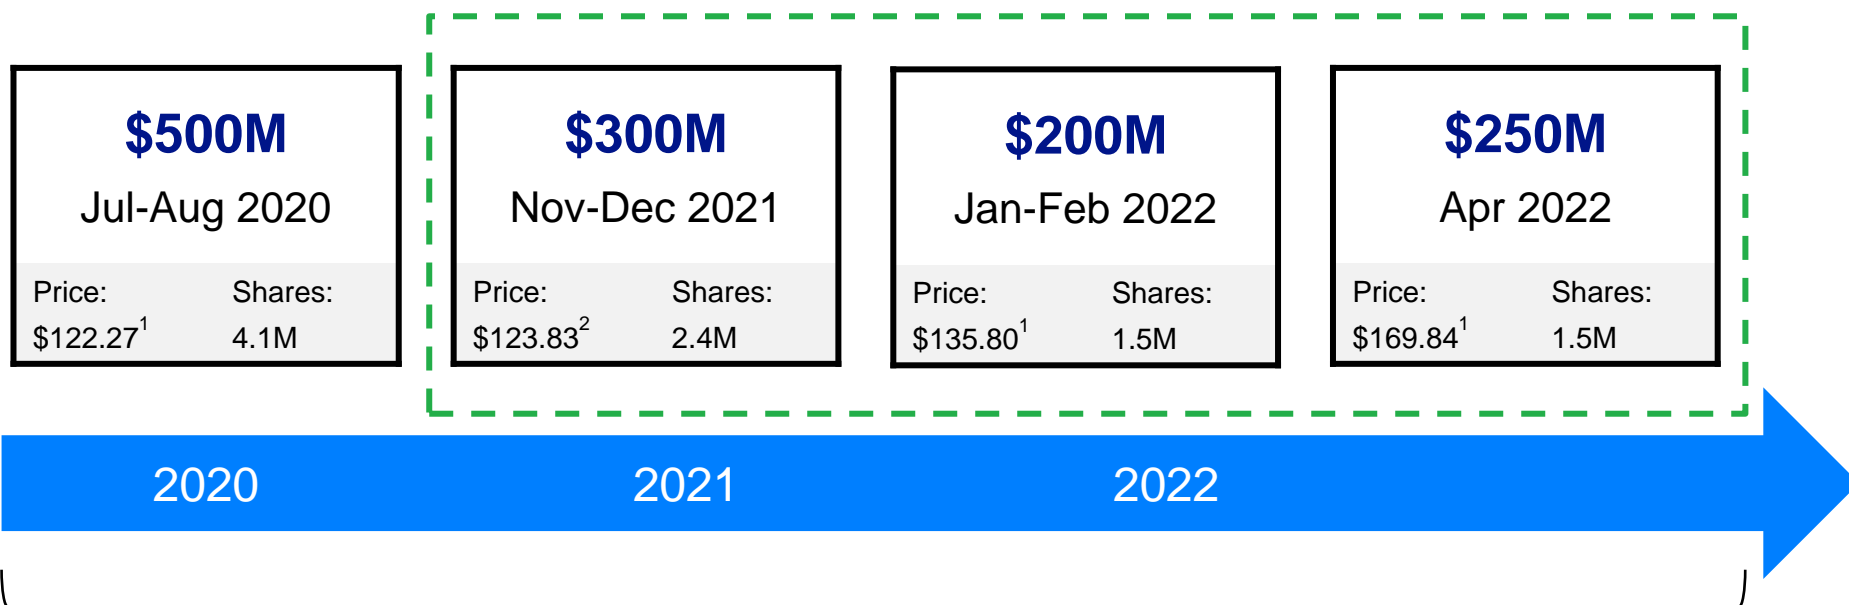 $500M
Jul-Aug 2020
Price: Shares:
$122.27¹ 4.1M
$300M
Nov-Dec 2021
Price: Shares:
$123.83² 2.4M
$200M
Jan-Feb 2022
Price: Shares:
$135.80¹ 1.5M
$250M
Apr 2022
Price: Shares:
$169.84¹ 1.5M
2020 2021 2022